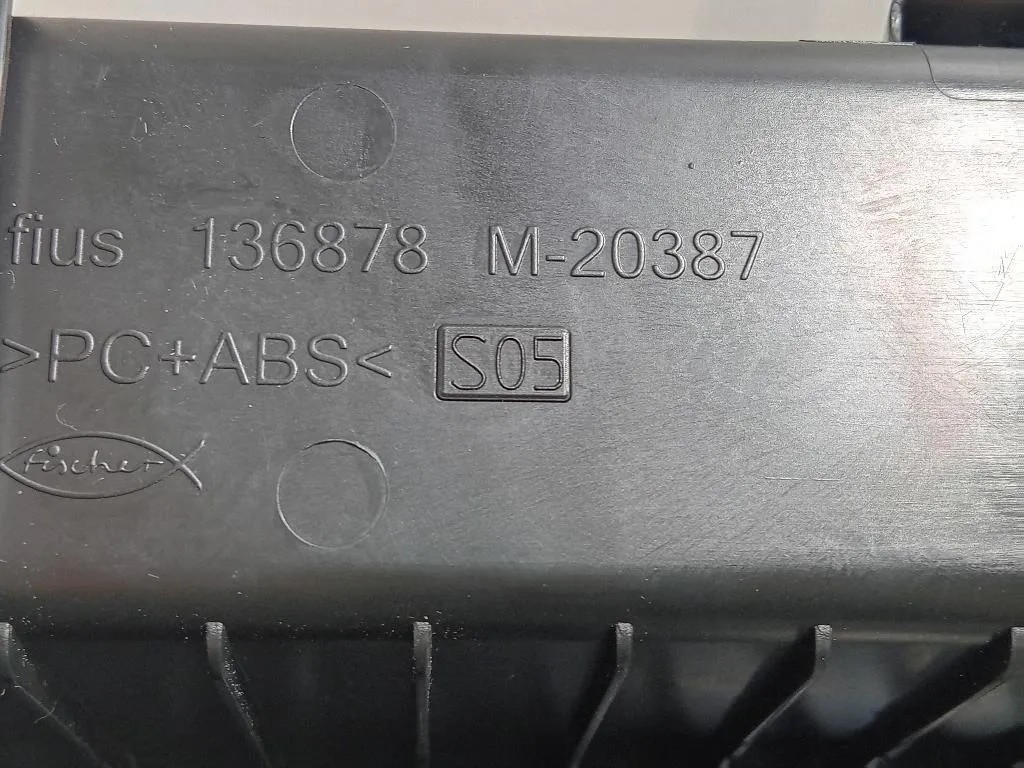 fius 136878 M-20387
>PC+ABS< S05
fischer